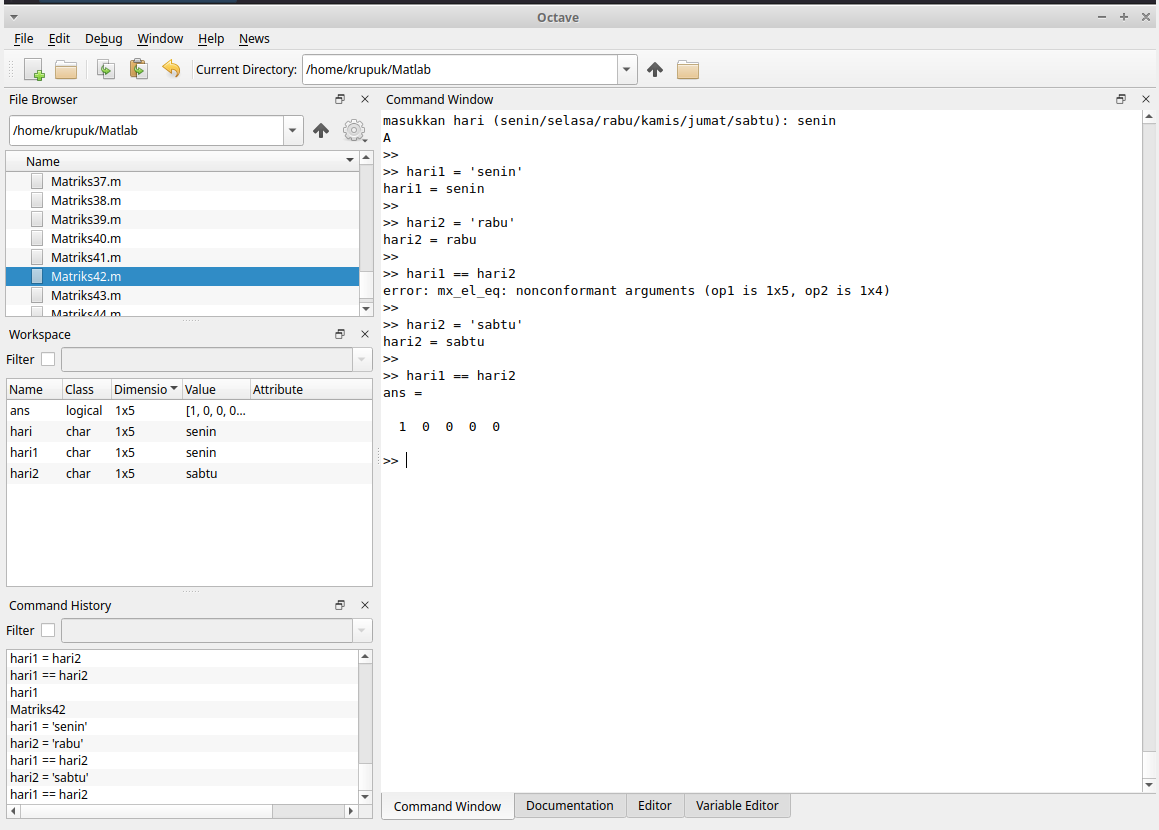 Octave
File Edit Debug Window Help News
Current Directory: /home/krupuk/Matlab
File Browser
/home/krupuk/Matlab
Name
Matriks37.m
Matriks38.m
Matriks39.m
Matriks40.m
Matriks41.m
Matriks42.m
Matriks43.m
Matriks44.m
Workspace
Filter
Name Class Dimensio Value Attribute
ans logical 1x5 [1, 0, 0, 0...
hari char 1x5 senin
hari1 char 1x5 senin
hari2 char 1x5 sabtu
Command History
Filter
hari1 = hari2
hari1 == hari2
hari1
Matriks42
hari1 = 'senin'
hari2 = 'rabu'
hari1 == hari2
hari2 = 'sabtu'
hari1 == hari2
Command Window
masukkan hari (senin/selasa/rabu/kamis/jumat/sabtu): senin
A
>>
>> hari1 = 'senin'
hari1 = senin
>>
>> hari2 = 'rabu'
hari2 = rabu
>>
>> hari1 == hari2
error: mx_el_eq: nonconformant arguments (op1 is 1x5, op2 is 1x4)
>>
>> hari2 = 'sabtu'
hari2 = sabtu
>>
>> hari1 == hari2
ans =
1 0 0 0 0
>>
Command Window Documentation Editor Variable Editor